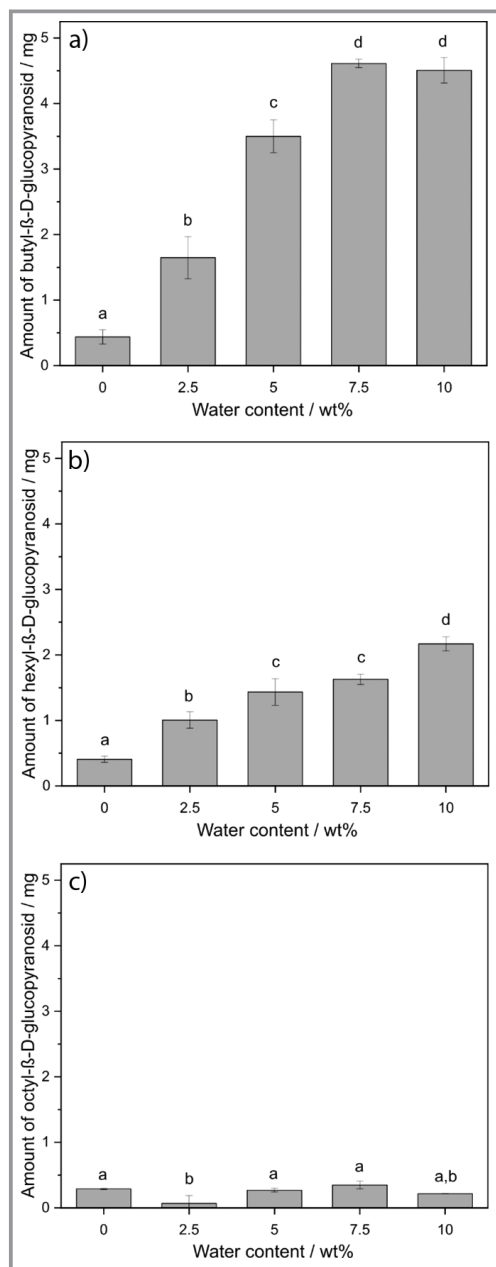 a)
Amount of butyl-ß-D-glucopyranosid / mg
5
4
3
2
1
0
a
b
c
d
d
0 2.5 5 7.5 10
Water content / wt%
b)
Amount of hexyl-ß-D-glucopyranosid / mg
5
4
3
2
1
0
a
b
c
c
d
0 2.5 5 7.5 10
Water content / wt%
c)
Amount of octyl-ß-D-glucopyranosid / mg
5
4
3
2
1
0
a
b
a
a
a,b
0 2.5 5 7.5 10
Water content / wt%